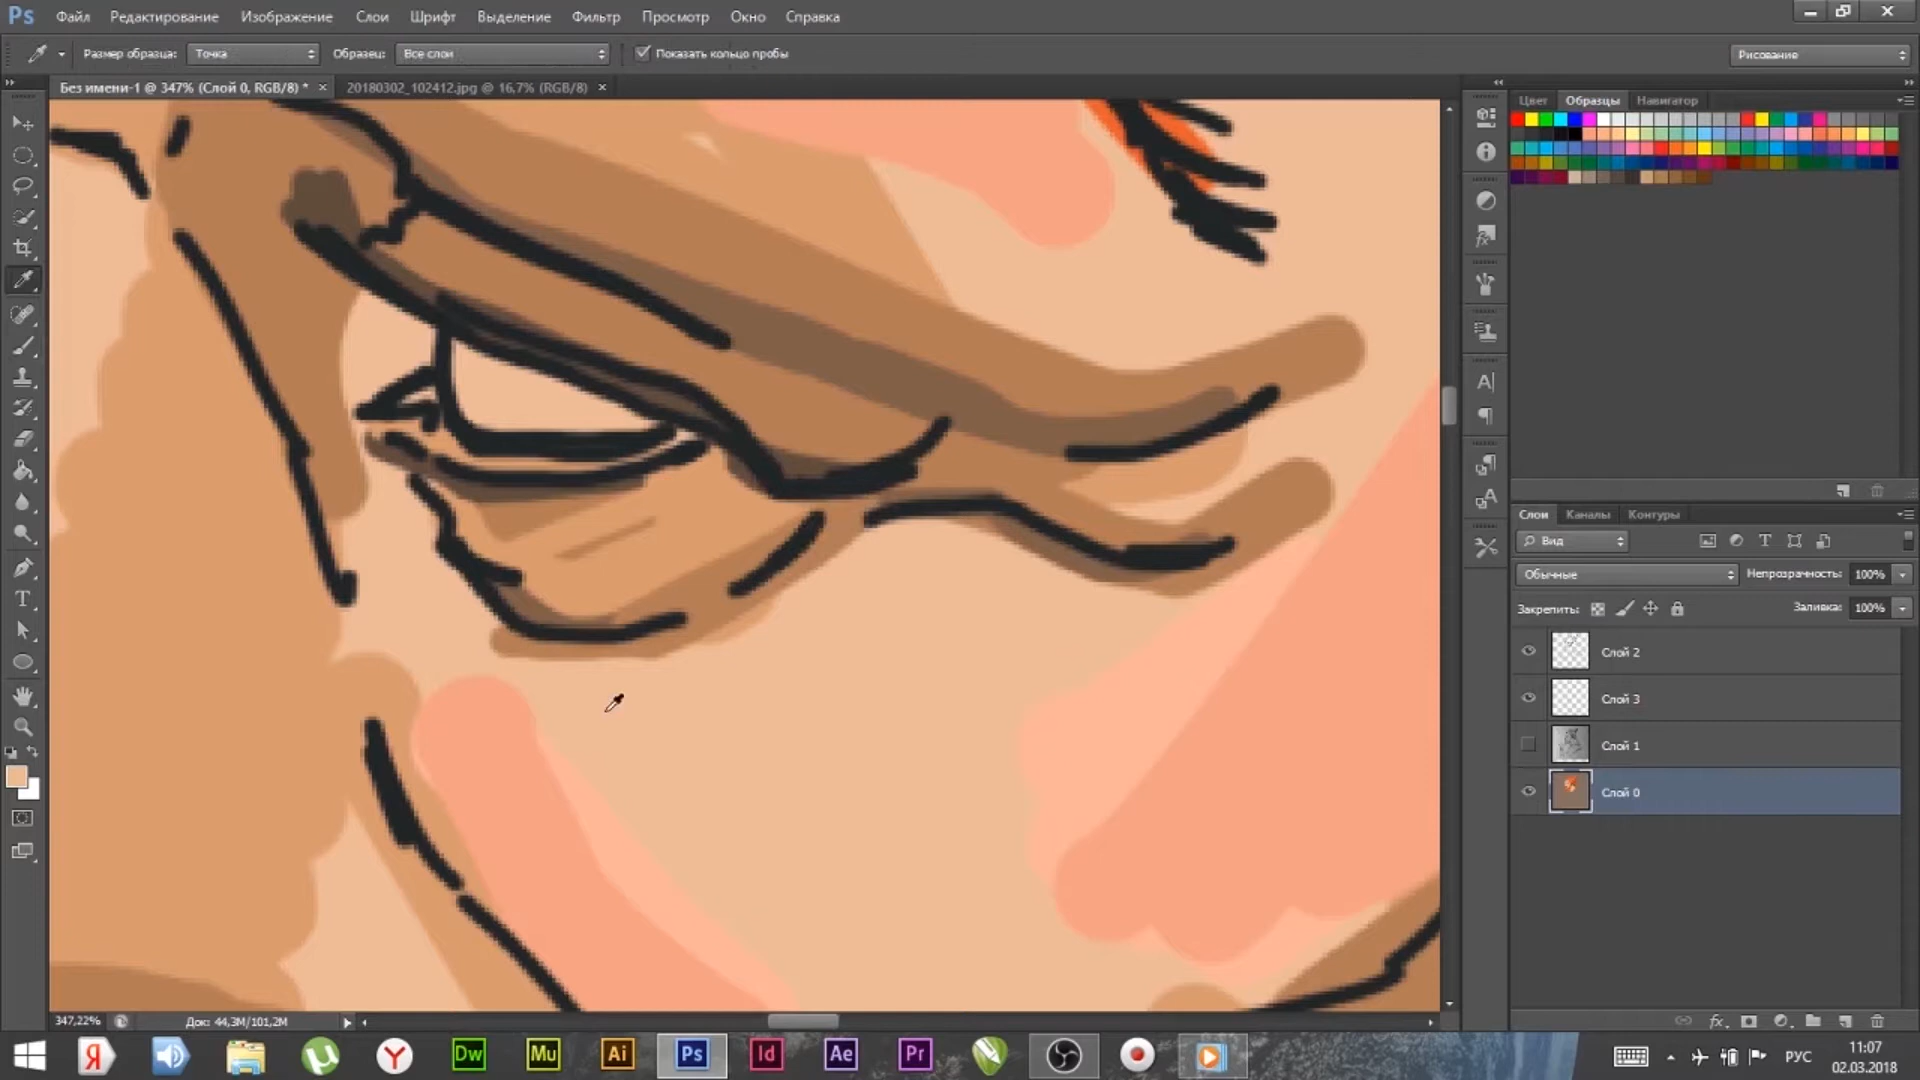 Ps Файл Редактирование Изображение Слои Шрифт Выделение Фильтр Просмотр Окно Справка
Размер образца: Точка Образец: Все слои Показать кольцо пробы Рисование
Без имени-1 @ 347% (Слой 0, RGB/8) * × 20180302_102412.jpg @ 16,7% (RGB/8) ×
Цвет Образцы Навигатор
Слои Каналы Контуры
Вид
Обычные Непрозрачность: 100%
Закрепить: Заливка: 100%
Слой 2
Слой 3
Слой 1
Слой 0
347,22% Док: 44,3M/101,2M
Я Y Dw Mu Ai Ps Id Ae Pr РУС
11:07
02.03.2018